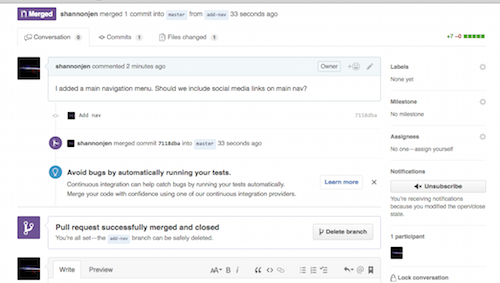 Merged shannonjen merged 1 commit into master from add-nav 33 seconds ago
Conversation 0 Commits 1 Files changed 1 +7 −0
shannonjen commented 2 minutes ago Owner
I added a main navigation menu. Should we include social media links on main nav?
Add nav 7118dba
shannonjen merged commit 7118dba into master 33 seconds ago
Avoid bugs by automatically running your tests.
Continuous integration can help catch bugs by running your tests automatically.
Merge your code with confidence using one of our continuous integration providers.
Learn more
Pull request successfully merged and closed
You're all set—the add-nav branch can be safely deleted.
Delete branch
Write Preview
AA B i
Labels
None yet
Milestone
No milestone
Assignees
No one—assign yourself
Notifications
Unsubscribe
You're receiving notifications
because you modified the open/close
state.
1 participant
Lock conversation